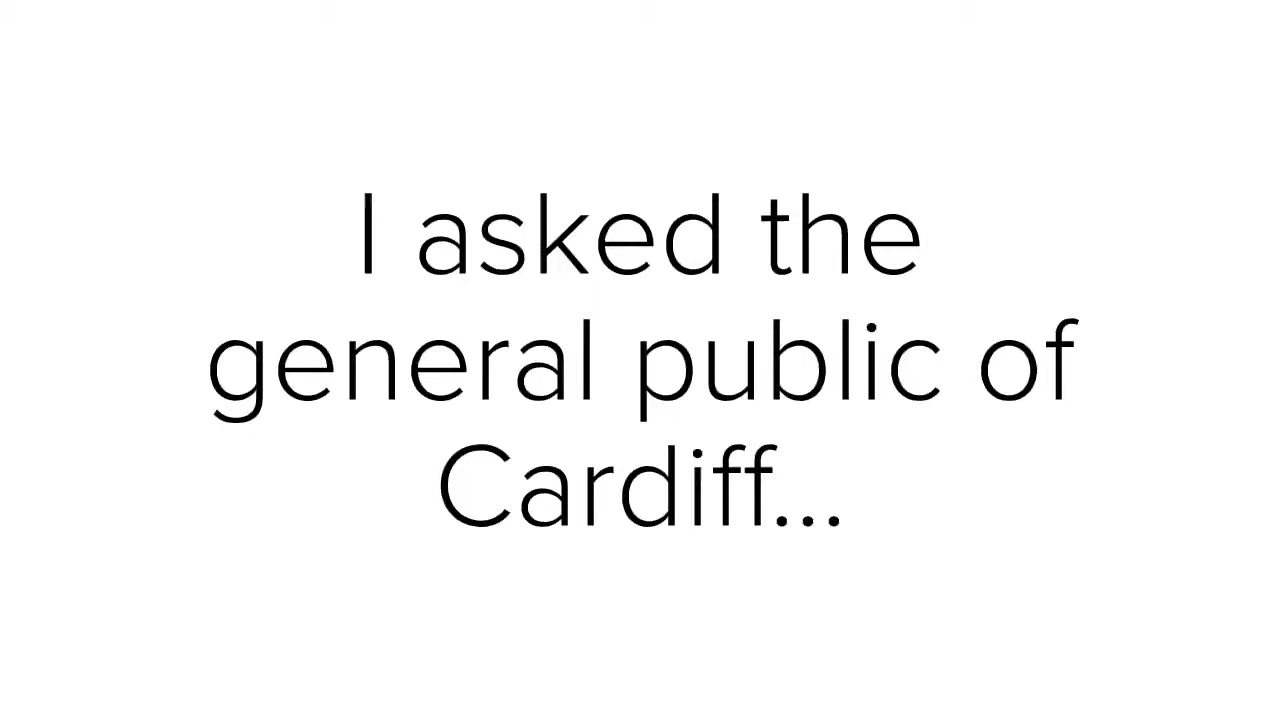 I asked the
general public of
Cardiff...